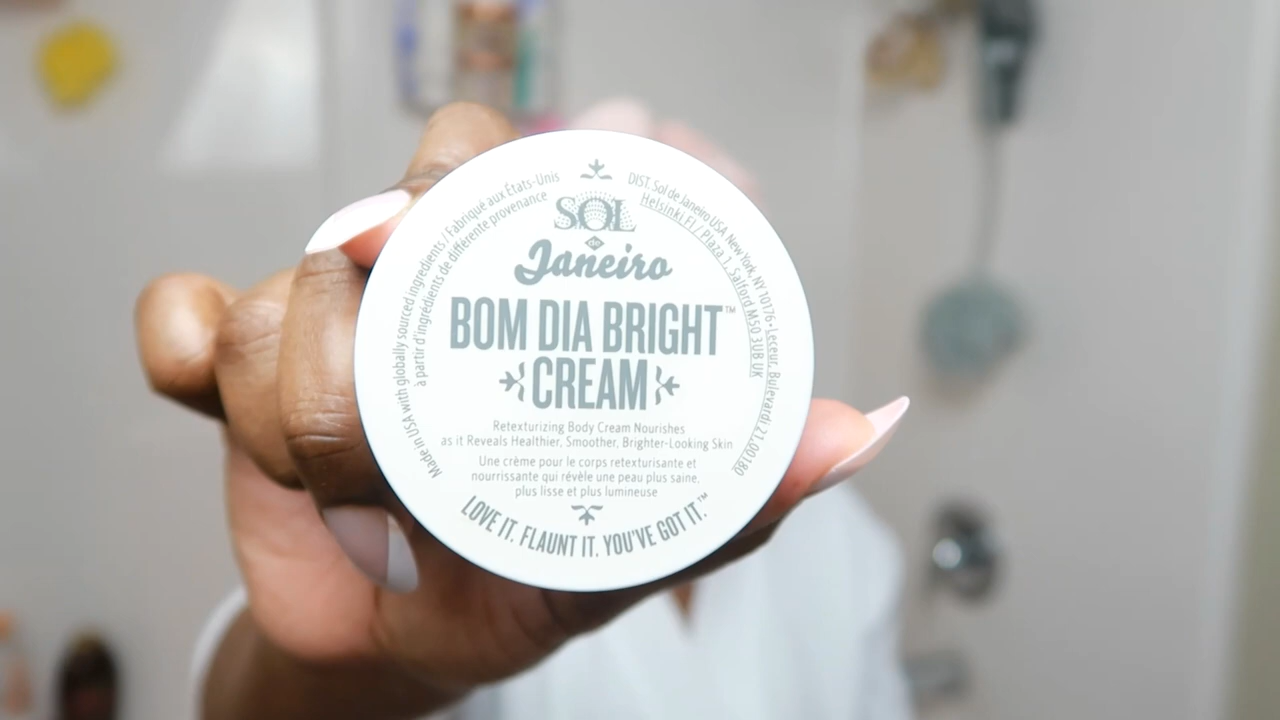 SOL
de
Janeiro
BOM DIA BRIGHT™
CREAM
Retexturizing Body Cream Nourishes
as it Reveals Healthier, Smoother, Brighter-Looking Skin
Une crème pour le corps retexturisante et
nourrissante qui révèle une peau plus saine,
plus lisse et plus lumineuse
LOVE IT. FLAUNT IT. YOU'VE GOT IT.™
Made in USA with globally sourced ingredients / Fabriqué aux États-Unis
à partir d'ingrédients de différente provenance
DIST. Sol de Janeiro USA New York, NY 10176 • Leceur, Bulevardi 21, 00180
Helsinki FI / Plaza 1, Salford M50 3UB UK